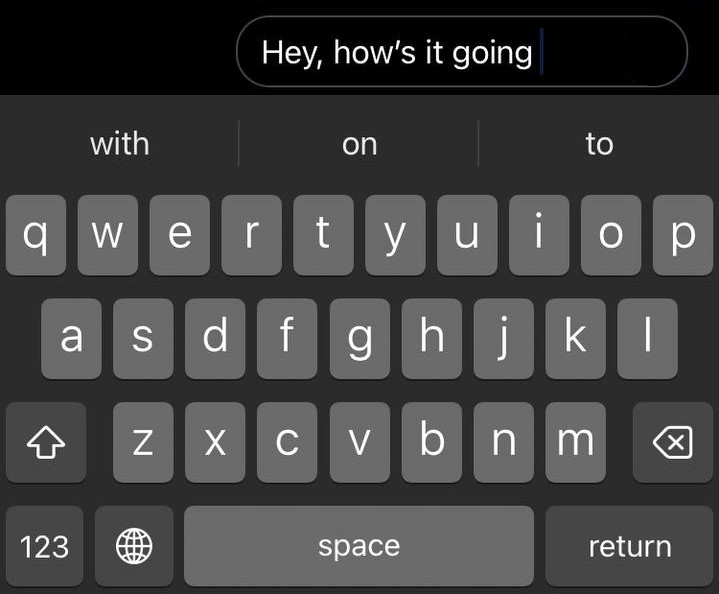 Hey, how’s it going
with on to
q w e r t y u i o p
a s d f g h j k l
z x c v b n m
123 space return